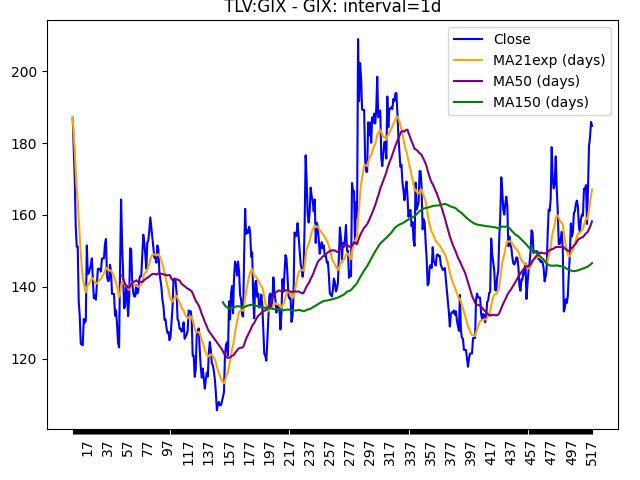 TLV:GIX - GIX: interval=1d
Close
MA21exp (days)
MA50 (days)
MA150 (days)
200
180
160
140
120
17 37 57 77 97 117 137 157 177 197 217 237 257 277 297 317 337 357 377 397 417 437 457 477 497 517